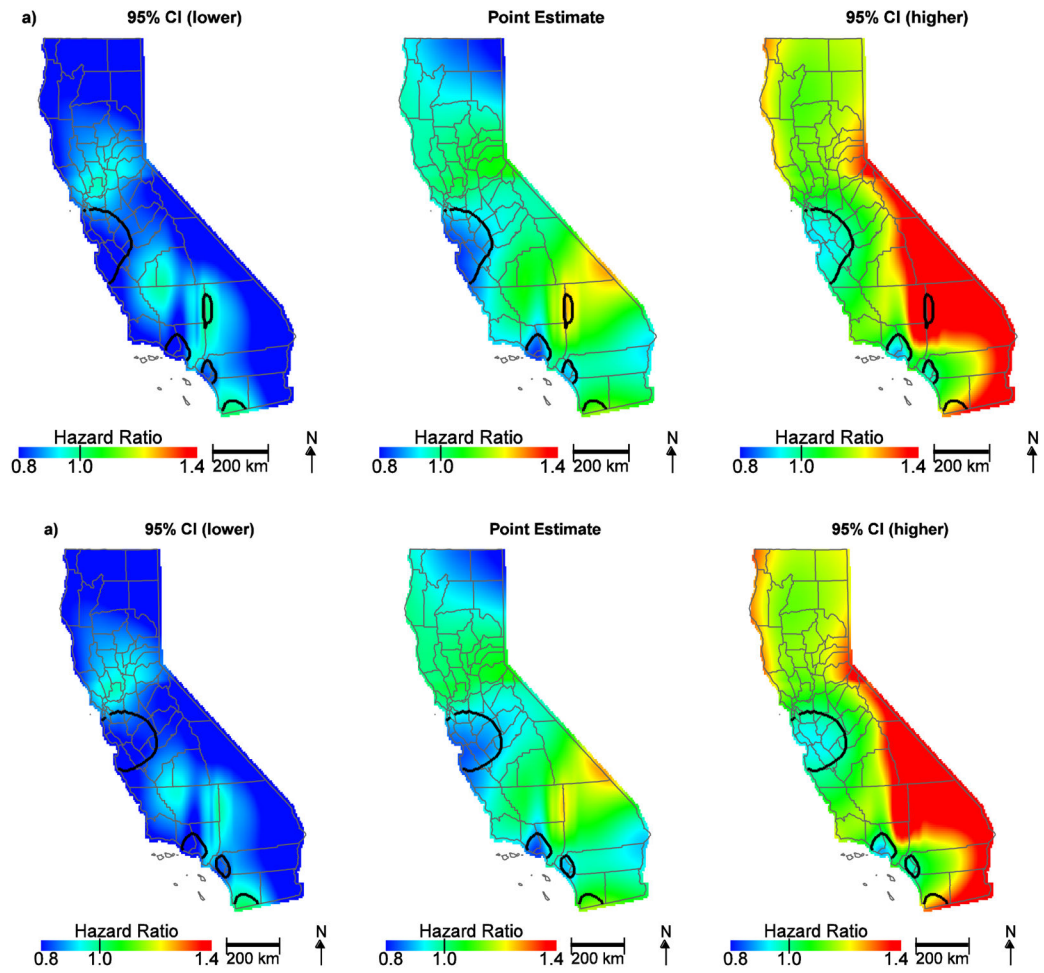 a) 95% CI (lower) Point Estimate 95% CI (higher)
Hazard Ratio Hazard Ratio Hazard Ratio
0.8 1.0 1.4 200 km N 0.8 1.0 1.4 200 km N 0.8 1.0 1.4 200 km N
a) 95% CI (lower) Point Estimate 95% CI (higher)
Hazard Ratio Hazard Ratio Hazard Ratio
0.8 1.0 1.4 200 km N 0.8 1.0 1.4 200 km N 0.8 1.0 1.4 200 km N